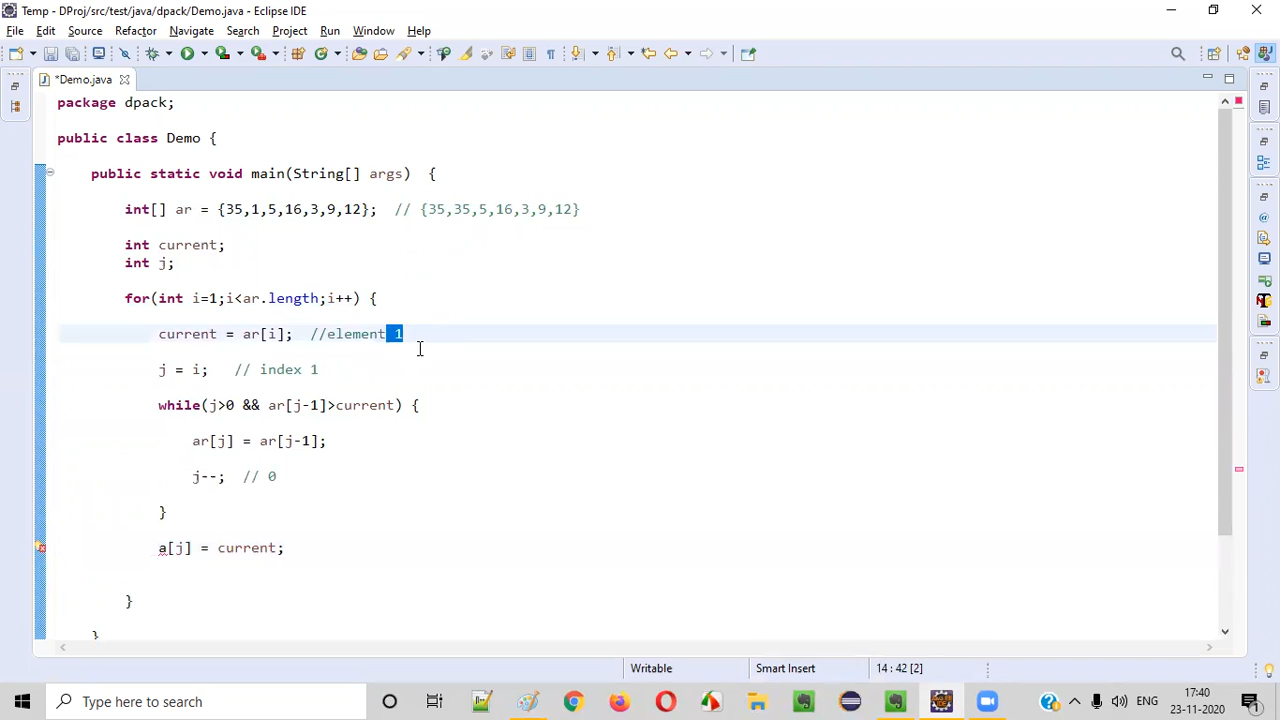 Temp - DProj/src/test/java/dpack/Demo.java - Eclipse IDE
File Edit Source Refactor Navigate Search Project Run Window Help
*Demo.java
package dpack;
public class Demo {
public static void main(String[] args)  {
int[] ar = {35,1,5,16,3,9,12};  // {35,35,5,16,3,9,12}
int current;
int j;
for(int i=1;i<ar.length;i++) {
current = ar[i];  //element 1
j = i;   // index 1
while(j>0 && ar[j-1]>current) {
ar[j] = ar[j-1];
j--;  // 0
}
a[j] = current;
}
}
Writable Smart Insert 14 : 42 [2]
Type here to search
ENG
17:40
23-11-2020